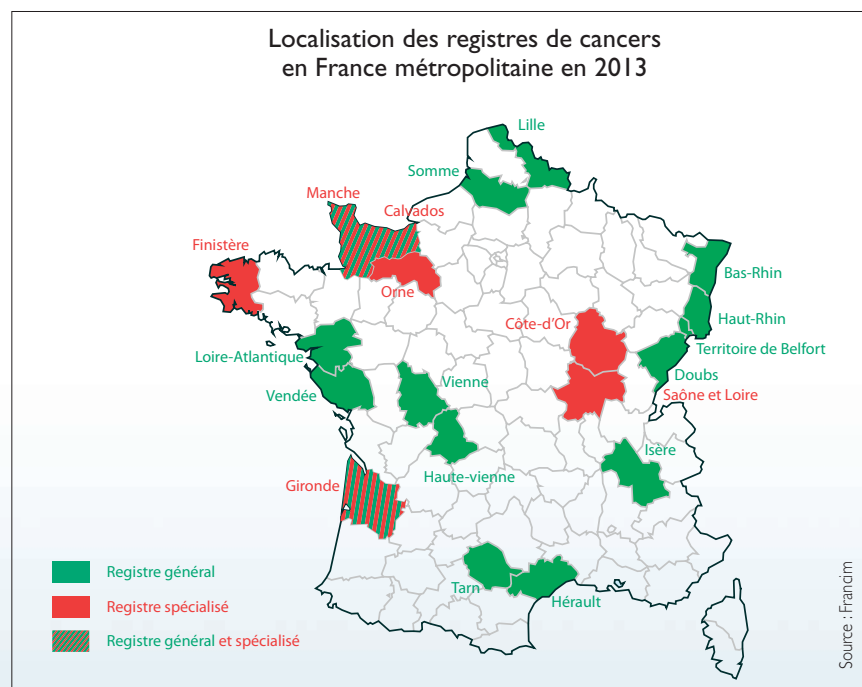 Localisation des registres de cancers
en France métropolitaine en 2013
Lille
Somme
Manche
Calvados
Finistère
Orne
Bas-Rhin
Haut-Rhin
Côte-d’Or
Territoire de Belfort
Loire-Atlantique
Doubs
Vienne
Saône et Loire
Vendée
Isère
Haute-vienne
Gironde
Tarn
Hérault
Registre général
Registre spécialisé
Registre général et spécialisé
Source : Francim